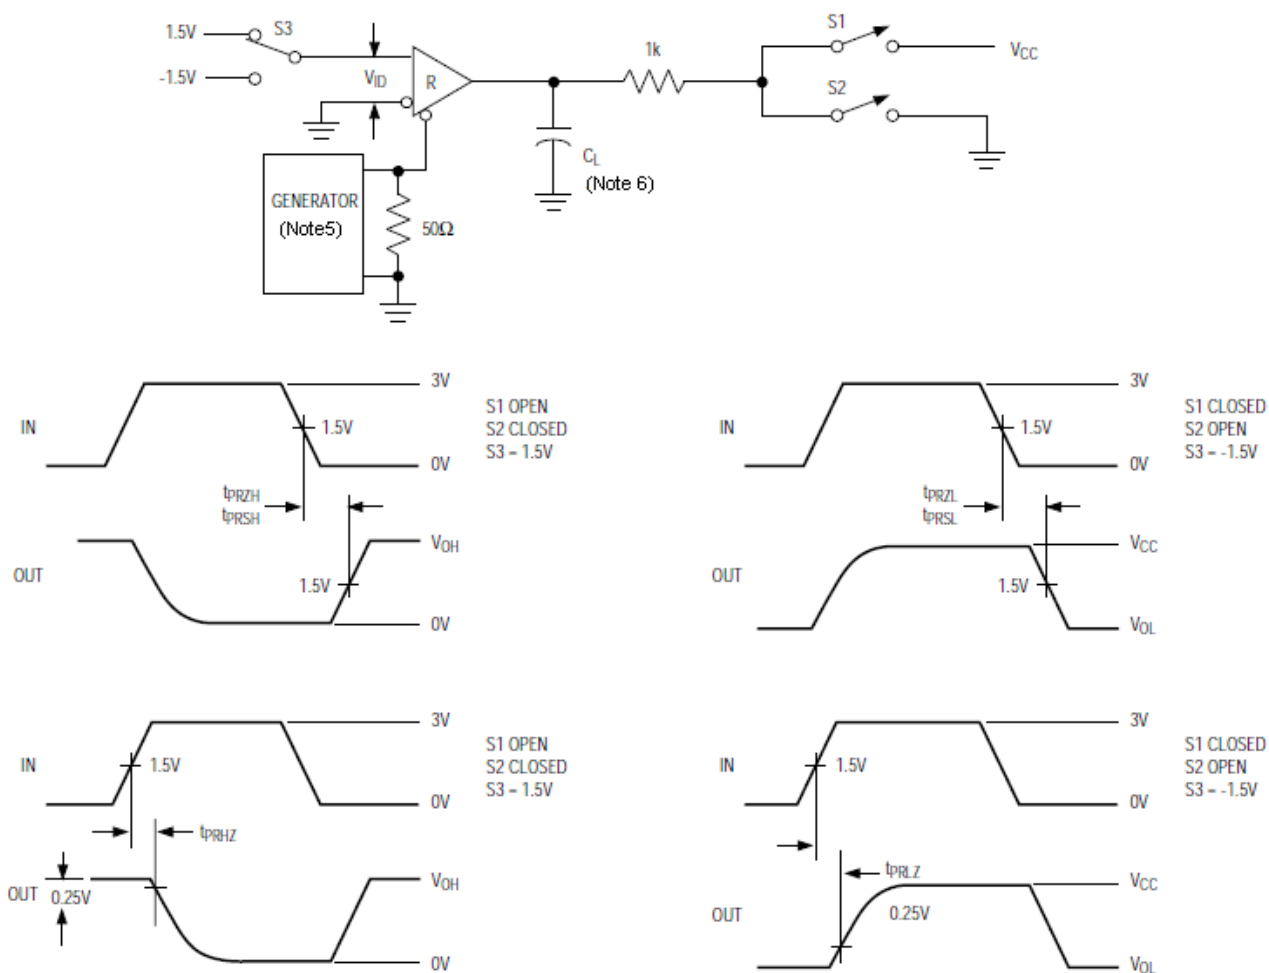 1.5V
S3
-1.5V
VID
R
1k
S1
VCC
S2
CL
(Note 6)
GENERATOR
(Note5)
50Ω
IN
3V
1.5V
0V
S1 OPEN
S2 CLOSED
S3 = 1.5V
tPRZH
tPRSH
OUT
VOH
1.5V
0V
IN
3V
1.5V
0V
S1 CLOSED
S2 OPEN
S3 = -1.5V
tPRZL
tPRSL
OUT
VCC
1.5V
VOL
IN
3V
1.5V
0V
S1 OPEN
S2 CLOSED
S3 = 1.5V
tPRHZ
OUT
0.25V
VOH
0V
IN
3V
1.5V
0V
S1 CLOSED
S2 OPEN
S3 = -1.5V
tPRLZ
OUT
0.25V
VCC
VOL